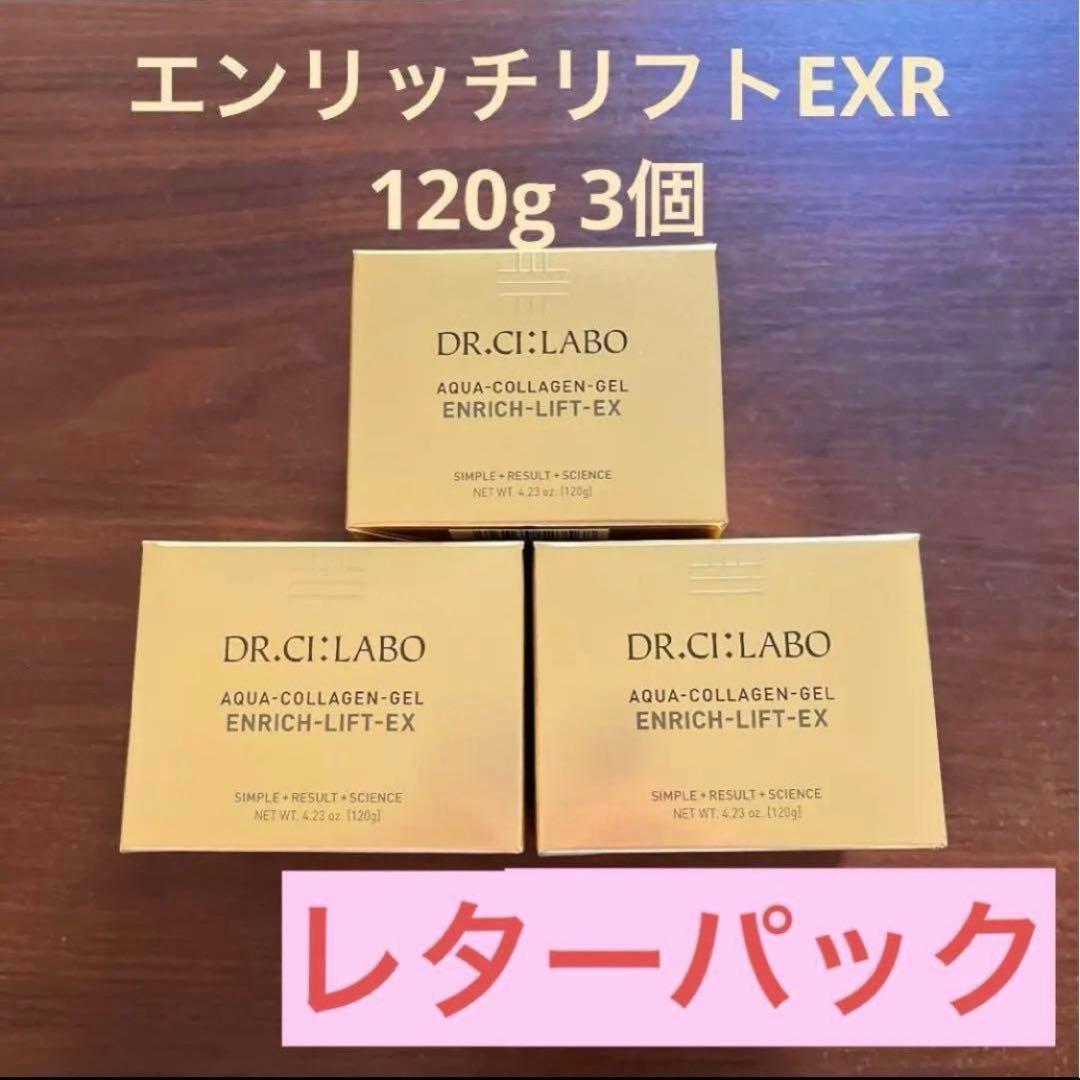 エンリッチリフトEXR
120g 3個
DR.CI:LABO
AQUA-COLLAGEN-GEL
ENRICH-LIFT-EX
SIMPLE + RESULT + SCIENCE
NET WT. 4.23 oz. [120g]
DR.CI:LABO
AQUA-COLLAGEN-GEL
ENRICH-LIFT-EX
SIMPLE + RESULT + SCIENCE
NET WT. 4.23 oz. [120g]
DR.CI:LABO
AQUA-COLLAGEN-GEL
ENRICH-LIFT-EX
SIMPLE + RESULT + SCIENCE
NET WT. 4.23 oz. [120g]
レターパック